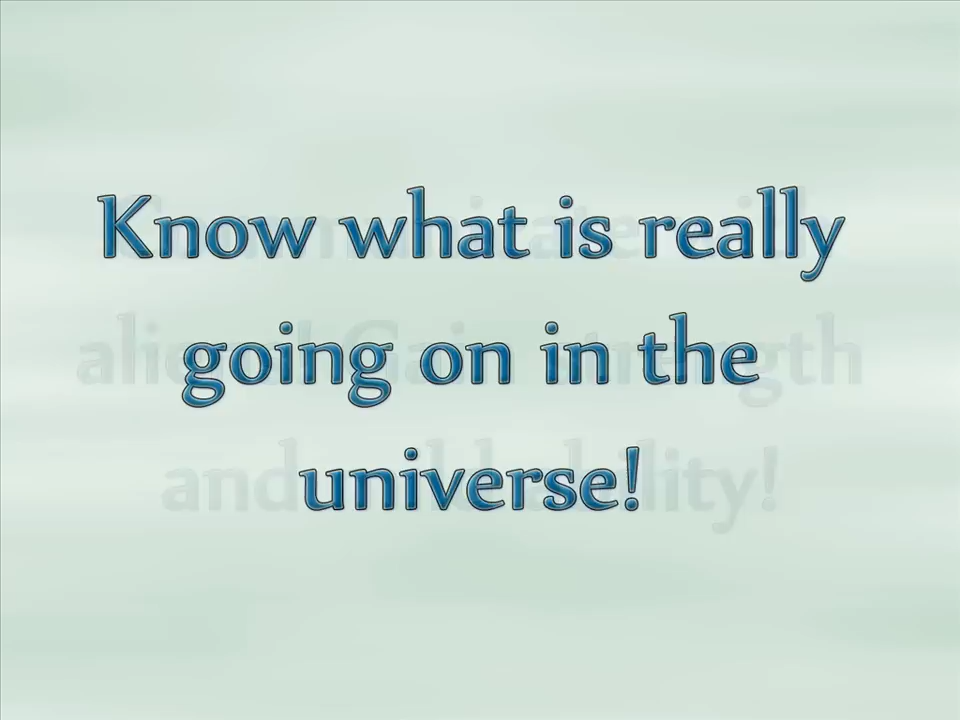 Know what is really
going on in the
universe!